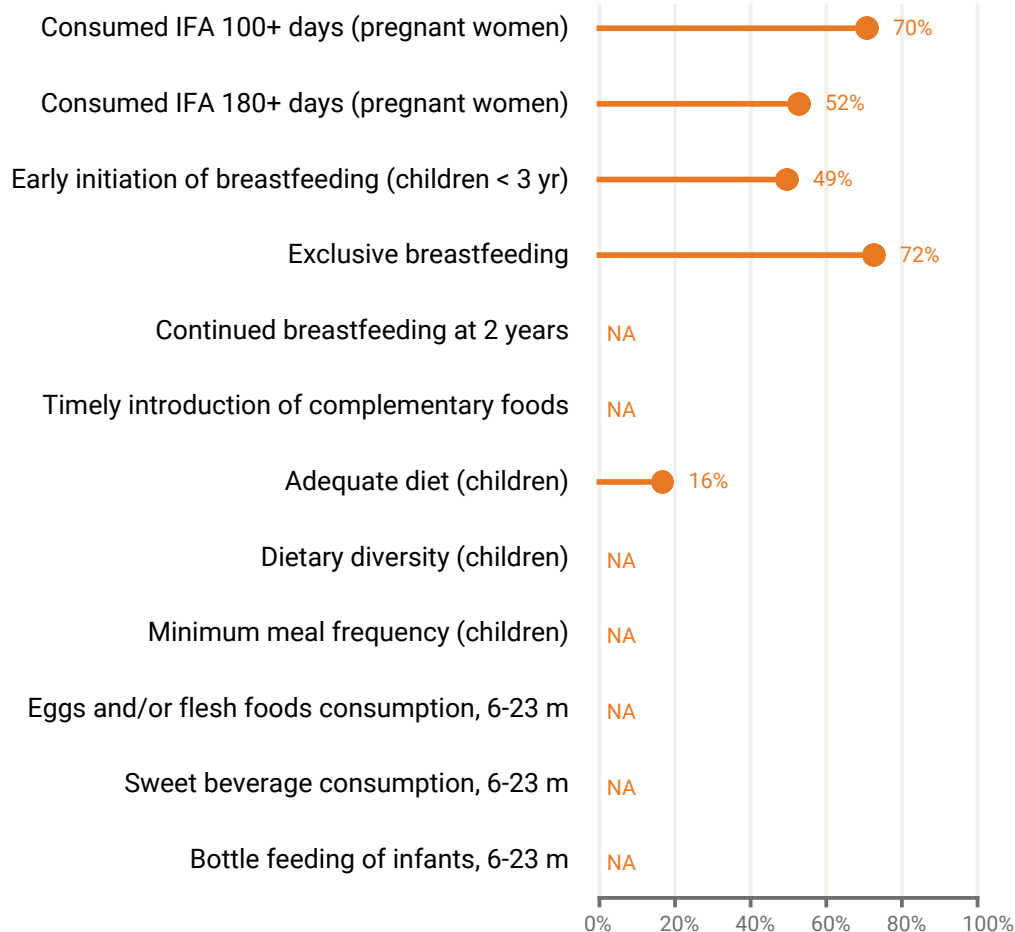 Consumed IFA 100+ days (pregnant women) 70%
Consumed IFA 180+ days (pregnant women) 52%
Early initiation of breastfeeding (children < 3 yr) 49%
Exclusive breastfeeding 72%
Continued breastfeeding at 2 years NA
Timely introduction of complementary foods NA
Adequate diet (children) 16%
Dietary diversity (children) NA
Minimum meal frequency (children) NA
Eggs and/or flesh foods consumption, 6-23 m NA
Sweet beverage consumption, 6-23 m NA
Bottle feeding of infants, 6-23 m NA
0% 20% 40% 60% 80% 100%